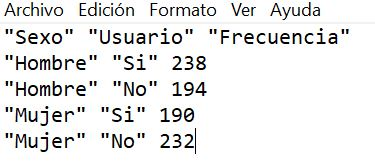 Archivo Edición Formato Ver Ayuda
"Sexo" "Usuario" "Frecuencia"
"Hombre" "Si" 238
"Hombre" "No" 194
"Mujer" "Si" 190
"Mujer" "No" 232